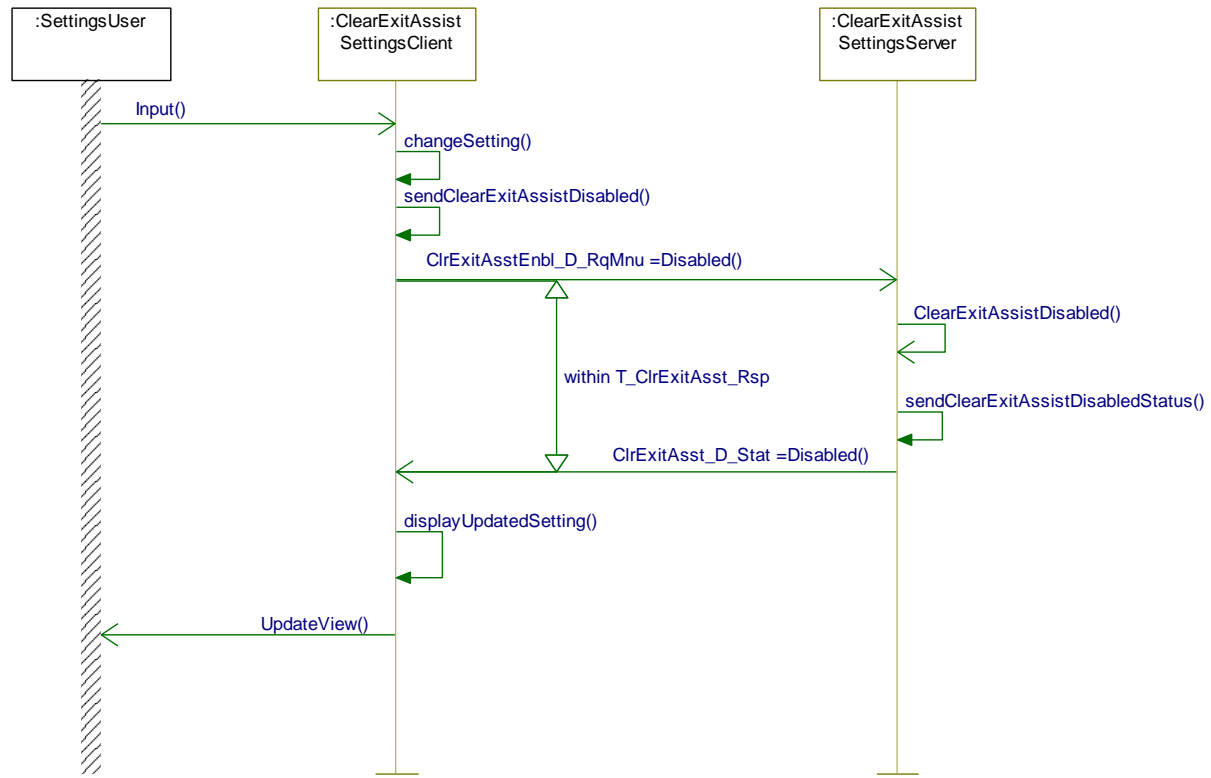 :SettingsUser
:ClearExitAssist
SettingsClient
:ClearExitAssist
SettingsServer
Input()
changeSetting()
sendClearExitAssistDisabled()
ClrExitAsstEnbl_D_RqMnu =Disabled()
ClearExitAssistDisabled()
within T_ClrExitAsst_Rsp
sendClearExitAssistDisabledStatus()
ClrExitAsst_D_Stat =Disabled()
displayUpdatedSetting()
UpdateView()